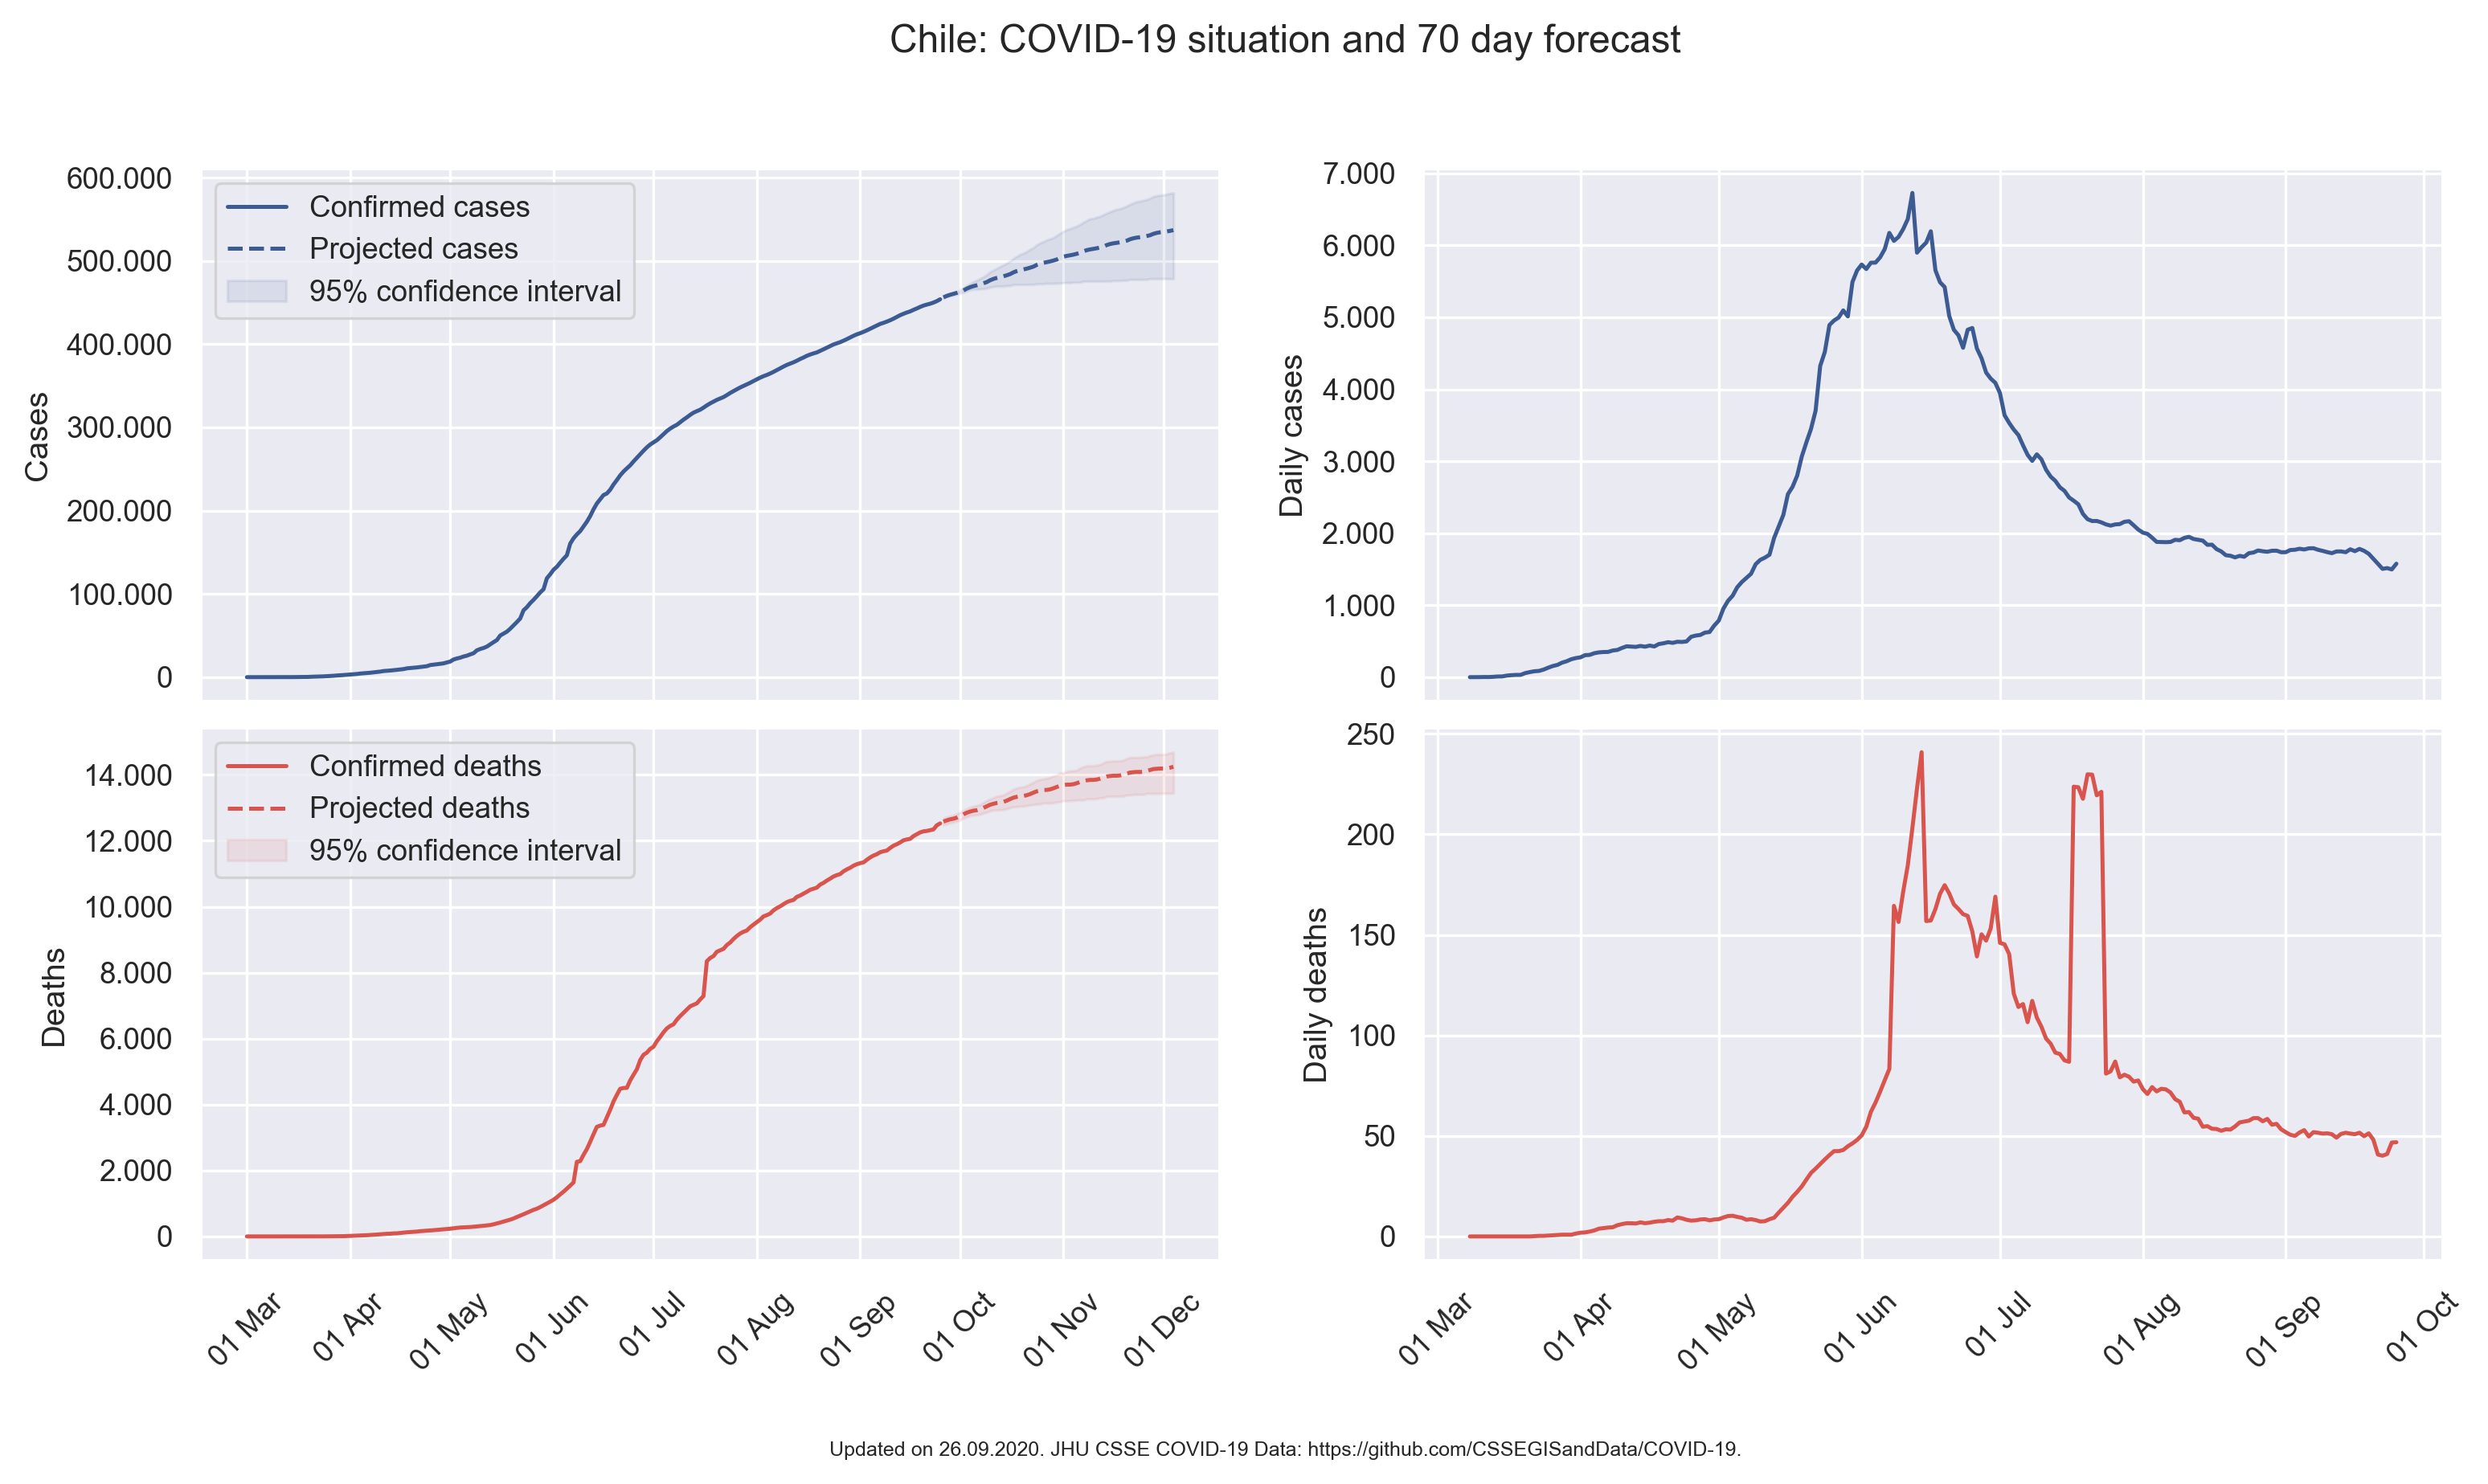 Chile: COVID-19 situation and 70 day forecast
600.000
500.000
400.000
300.000
200.000
100.000
0
Cases
Confirmed cases
Projected cases
95% confidence interval
7.000
6.000
5.000
4.000
3.000
2.000
1.000
0
Daily cases
14.000
12.000
10.000
8.000
6.000
4.000
2.000
0
Deaths
Confirmed deaths
Projected deaths
95% confidence interval
01 Mar
01 Apr
01 May
01 Jun
01 Jul
01 Aug
01 Sep
01 Oct
01 Nov
01 Dec
250
200
150
100
50
0
Daily deaths
01 Mar
01 Apr
01 May
01 Jun
01 Jul
01 Aug
01 Sep
01 Oct
Updated on 26.09.2020. JHU CSSE COVID-19 Data: https://github.com/CSSEGISandData/COVID-19.